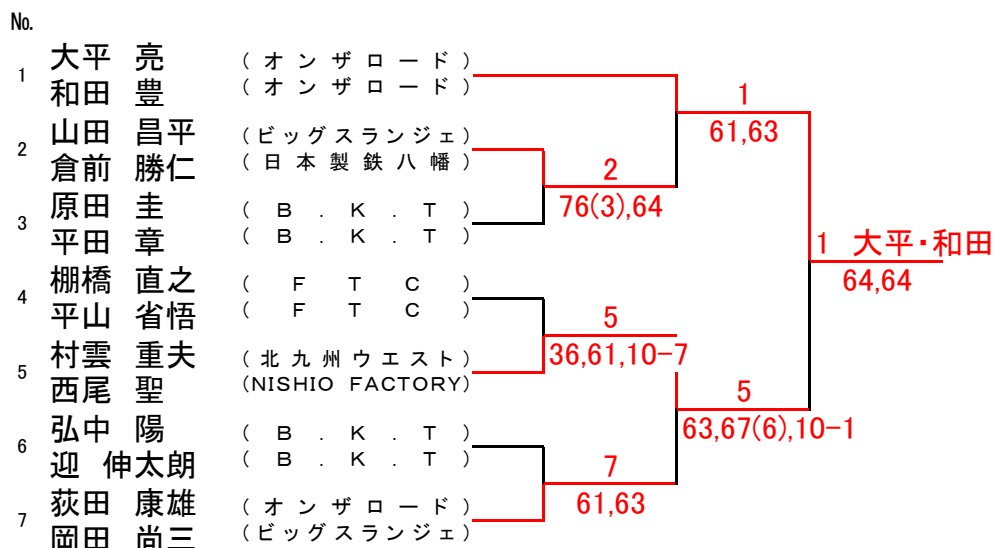 No.
1 大平 亮 (オンザロード)
和田 豊 (オンザロード)
2 山田 昌平 (ビッグスランジェ)
倉前 勝仁 (日本製鉄八幡)
3 原田 圭 (B.K.T)
平田 章 (B.K.T)
4 棚橋 直之 (FTC)
平山 省悟 (FTC)
5 村雲 重夫 (北九州ウエスト)
西尾 聖 (NISHIO FACTORY)
6 弘中 陽 (B.K.T)
迎 伸太朗 (B.K.T)
7 荻田 康雄 (オンザロード)
岡田 尚三 (ビッグスランジェ)
2
76(3),64
5
36,61,10-7
7
61,63
1
61,63
5
63,67(6),10-1
1 大平・和田
64,64